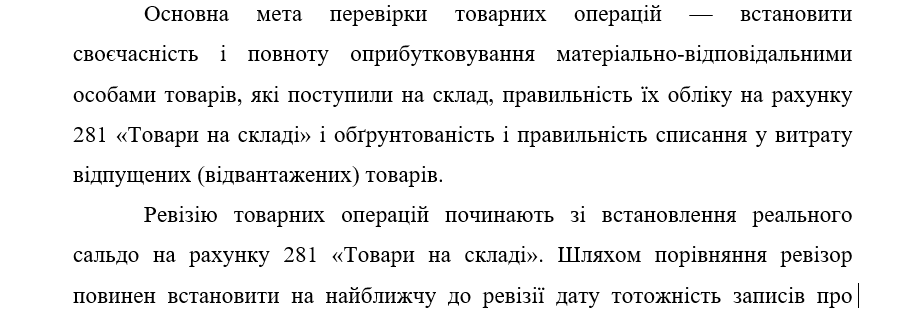 Основна мета перевірки товарних операцій — встановити
своєчасність і повноту оприбутковування матеріально-відповідальними
особами товарів, які поступили на склад, правильність їх обліку на рахунку
281 «Товари на складі» і обґрунтованість і правильність списання у витрату
відпущених (відвантажених) товарів.
Ревізію товарних операцій починають зі встановлення реального
сальдо на рахунку 281 «Товари на складі». Шляхом порівняння ревізор
повинен встановити на найближчу до ревізії дату тотожність записів про